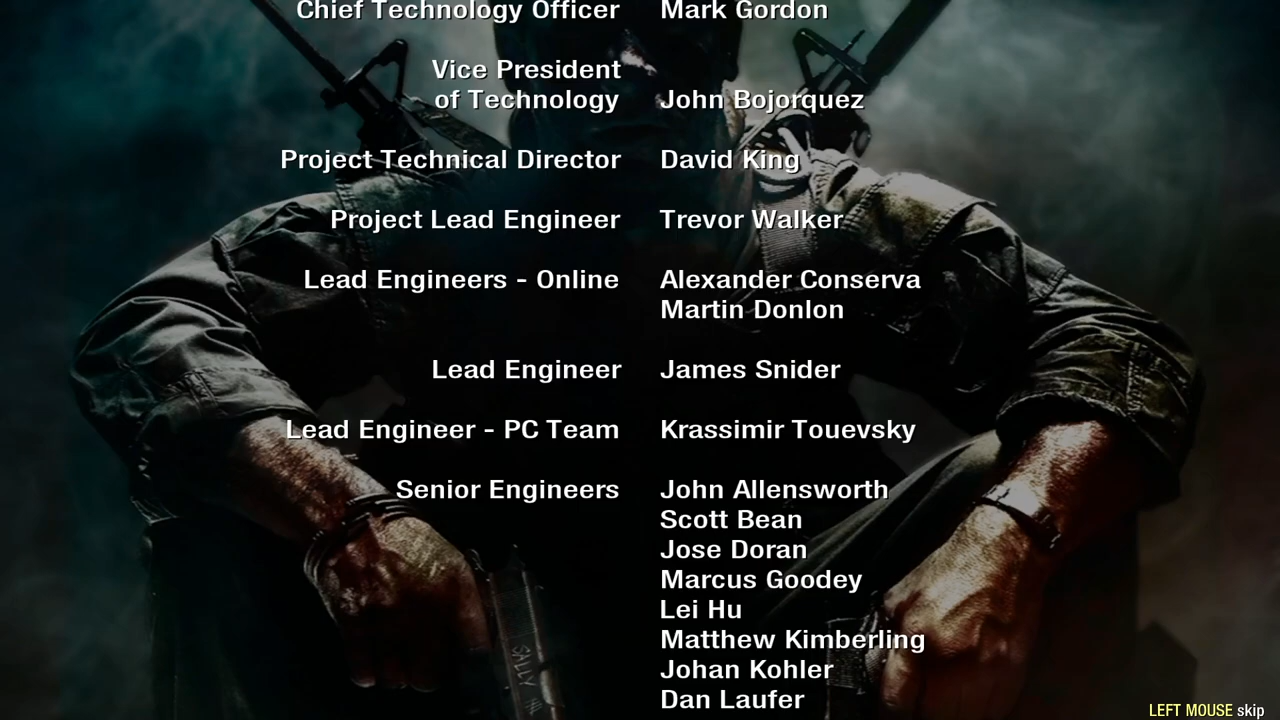 Chief Technology Officer Mark Gordon
Vice President
of Technology John Bojorquez
Project Technical Director David King
Project Lead Engineer Trevor Walker
Lead Engineers - Online Alexander Conserva
Martin Donlon
Lead Engineer James Snider
Lead Engineer - PC Team Krassimir Touevsky
Senior Engineers John Allensworth
Scott Bean
Jose Doran
Marcus Goodey
Lei Hu
Matthew Kimberling
Johan Kohler
Dan Laufer
SALLY
LEFT MOUSE skip